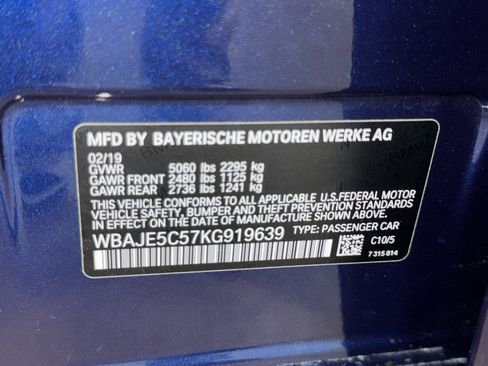 MFD BY BAYERISCHE MOTOREN WERKE AG
02/19
GVWR 5060 lbs 2295 kg
GAWR FRONT 2480 lbs 1125 kg
GAWR REAR 2736 lbs 1241 kg
THIS VEHICLE CONFORMS TO ALL APPLICABLE U.S.FEDERAL MOTOR
VEHICLE SAFETY, BUMPER AND THEFT PREVENTION STANDARDS
IN EFFECT ON THE DATE OF MANUFACTURE SHOWN ABOVE.
WBAJE5C57KG919639 TYPE: PASSENGER CAR
C10/5
7 315 814